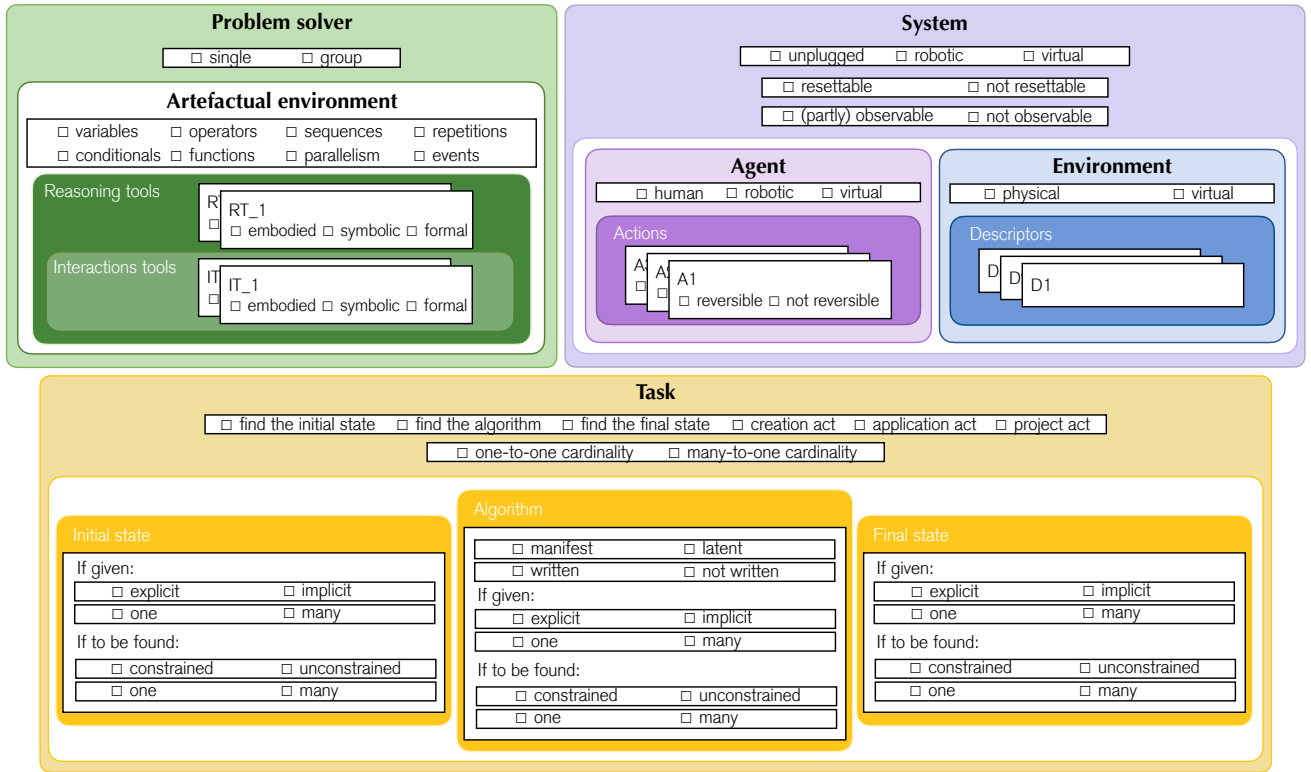 Problem solver
☐ single ☐ group
Artefactual environment
☐ variables ☐ operators ☐ sequences ☐ repetitions
☐ conditionals ☐ functions ☐ parallelism ☐ events
Reasoning tools
RT_1
☐ embodied ☐ symbolic ☐ formal
Interactions tools
IT
IT_1
☐ embodied ☐ symbolic ☐ formal
System
☐ unplugged ☐ robotic ☐ virtual
☐ resettable ☐ not resettable
☐ (partly) observable ☐ not observable
Agent
☐ human ☐ robotic ☐ virtual
Actions
A1
☐ reversible ☐ not reversible
Environment
☐ physical ☐ virtual
Descriptors
D D D1
Task
☐ find the initial state ☐ find the algorithm ☐ find the final state ☐ creation act ☐ application act ☐ project act
☐ one-to-one cardinality ☐ many-to-one cardinality
Initial state
If given:
☐ explicit ☐ implicit
☐ one ☐ many
If to be found:
☐ constrained ☐ unconstrained
☐ one ☐ many
Algorithm
☐ manifest ☐ latent
☐ written ☐ not written
If given:
☐ explicit ☐ implicit
☐ one ☐ many
If to be found:
☐ constrained ☐ unconstrained
☐ one ☐ many
Final state
If given:
☐ explicit ☐ implicit
☐ one ☐ many
If to be found:
☐ constrained ☐ unconstrained
☐ one ☐ many